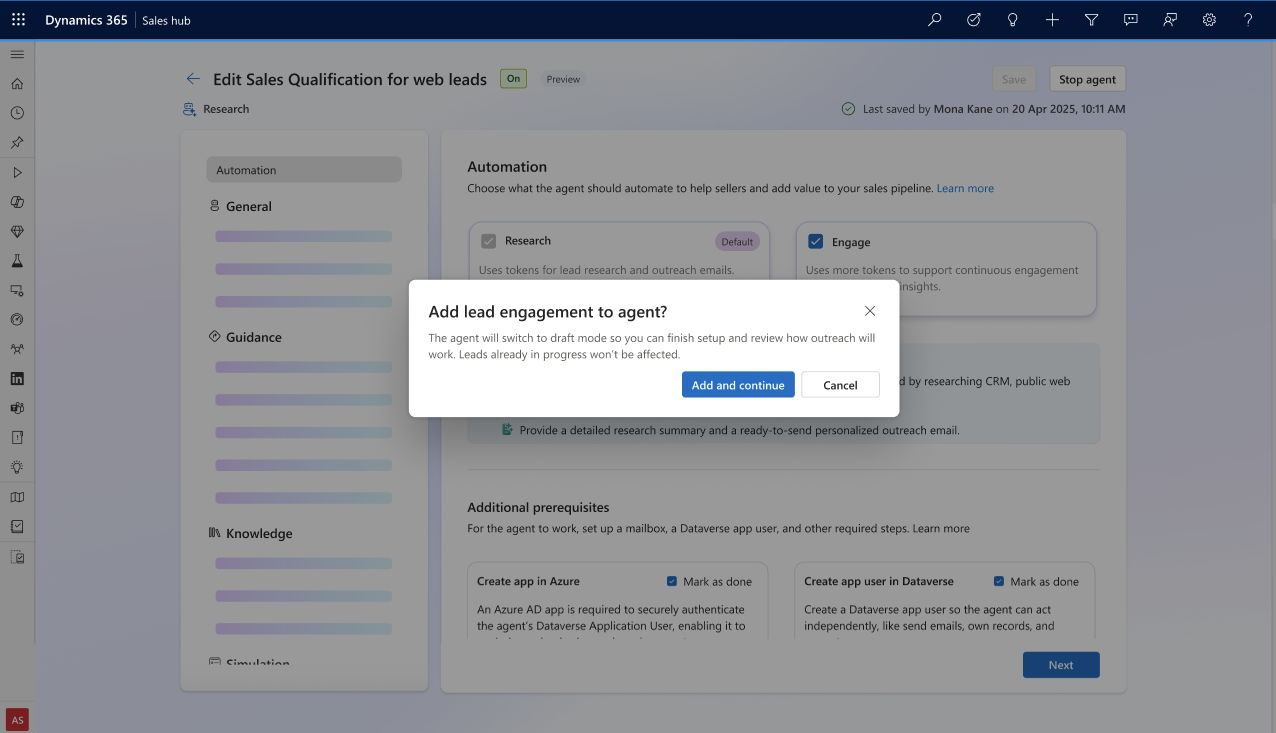 Dynamics 365 Sales hub
Edit Sales Qualification for web leads On Preview
Save Stop agent
Research
Last saved by Mona Kane on 20 Apr 2025, 10:11 AM
Automation
General
Guidance
Knowledge
Simulation
Automation
Choose what the agent should automate to help sellers and add value to your sales pipeline. Learn more
Research Default
Uses tokens for lead research and outreach emails.
Engage
Uses more tokens to support continuous engagement
insights.
Add lead engagement to agent?
The agent will switch to draft mode so you can finish setup and review how outreach will
work. Leads already in progress won't be affected.
Add and continue Cancel
by researching CRM, public web
Provide a detailed research summary and a ready-to-send personalized outreach email.
Additional prerequisites
For the agent to work, set up a mailbox, a Dataverse app user, and other required steps. Learn more
Create app in Azure Mark as done
An Azure AD app is required to securely authenticate
the agent's Dataverse Application User, enabling it to
Create app user in Dataverse Mark as done
Create a Dataverse app user so the agent can act
independently, like send emails, own records, and
Next
AS